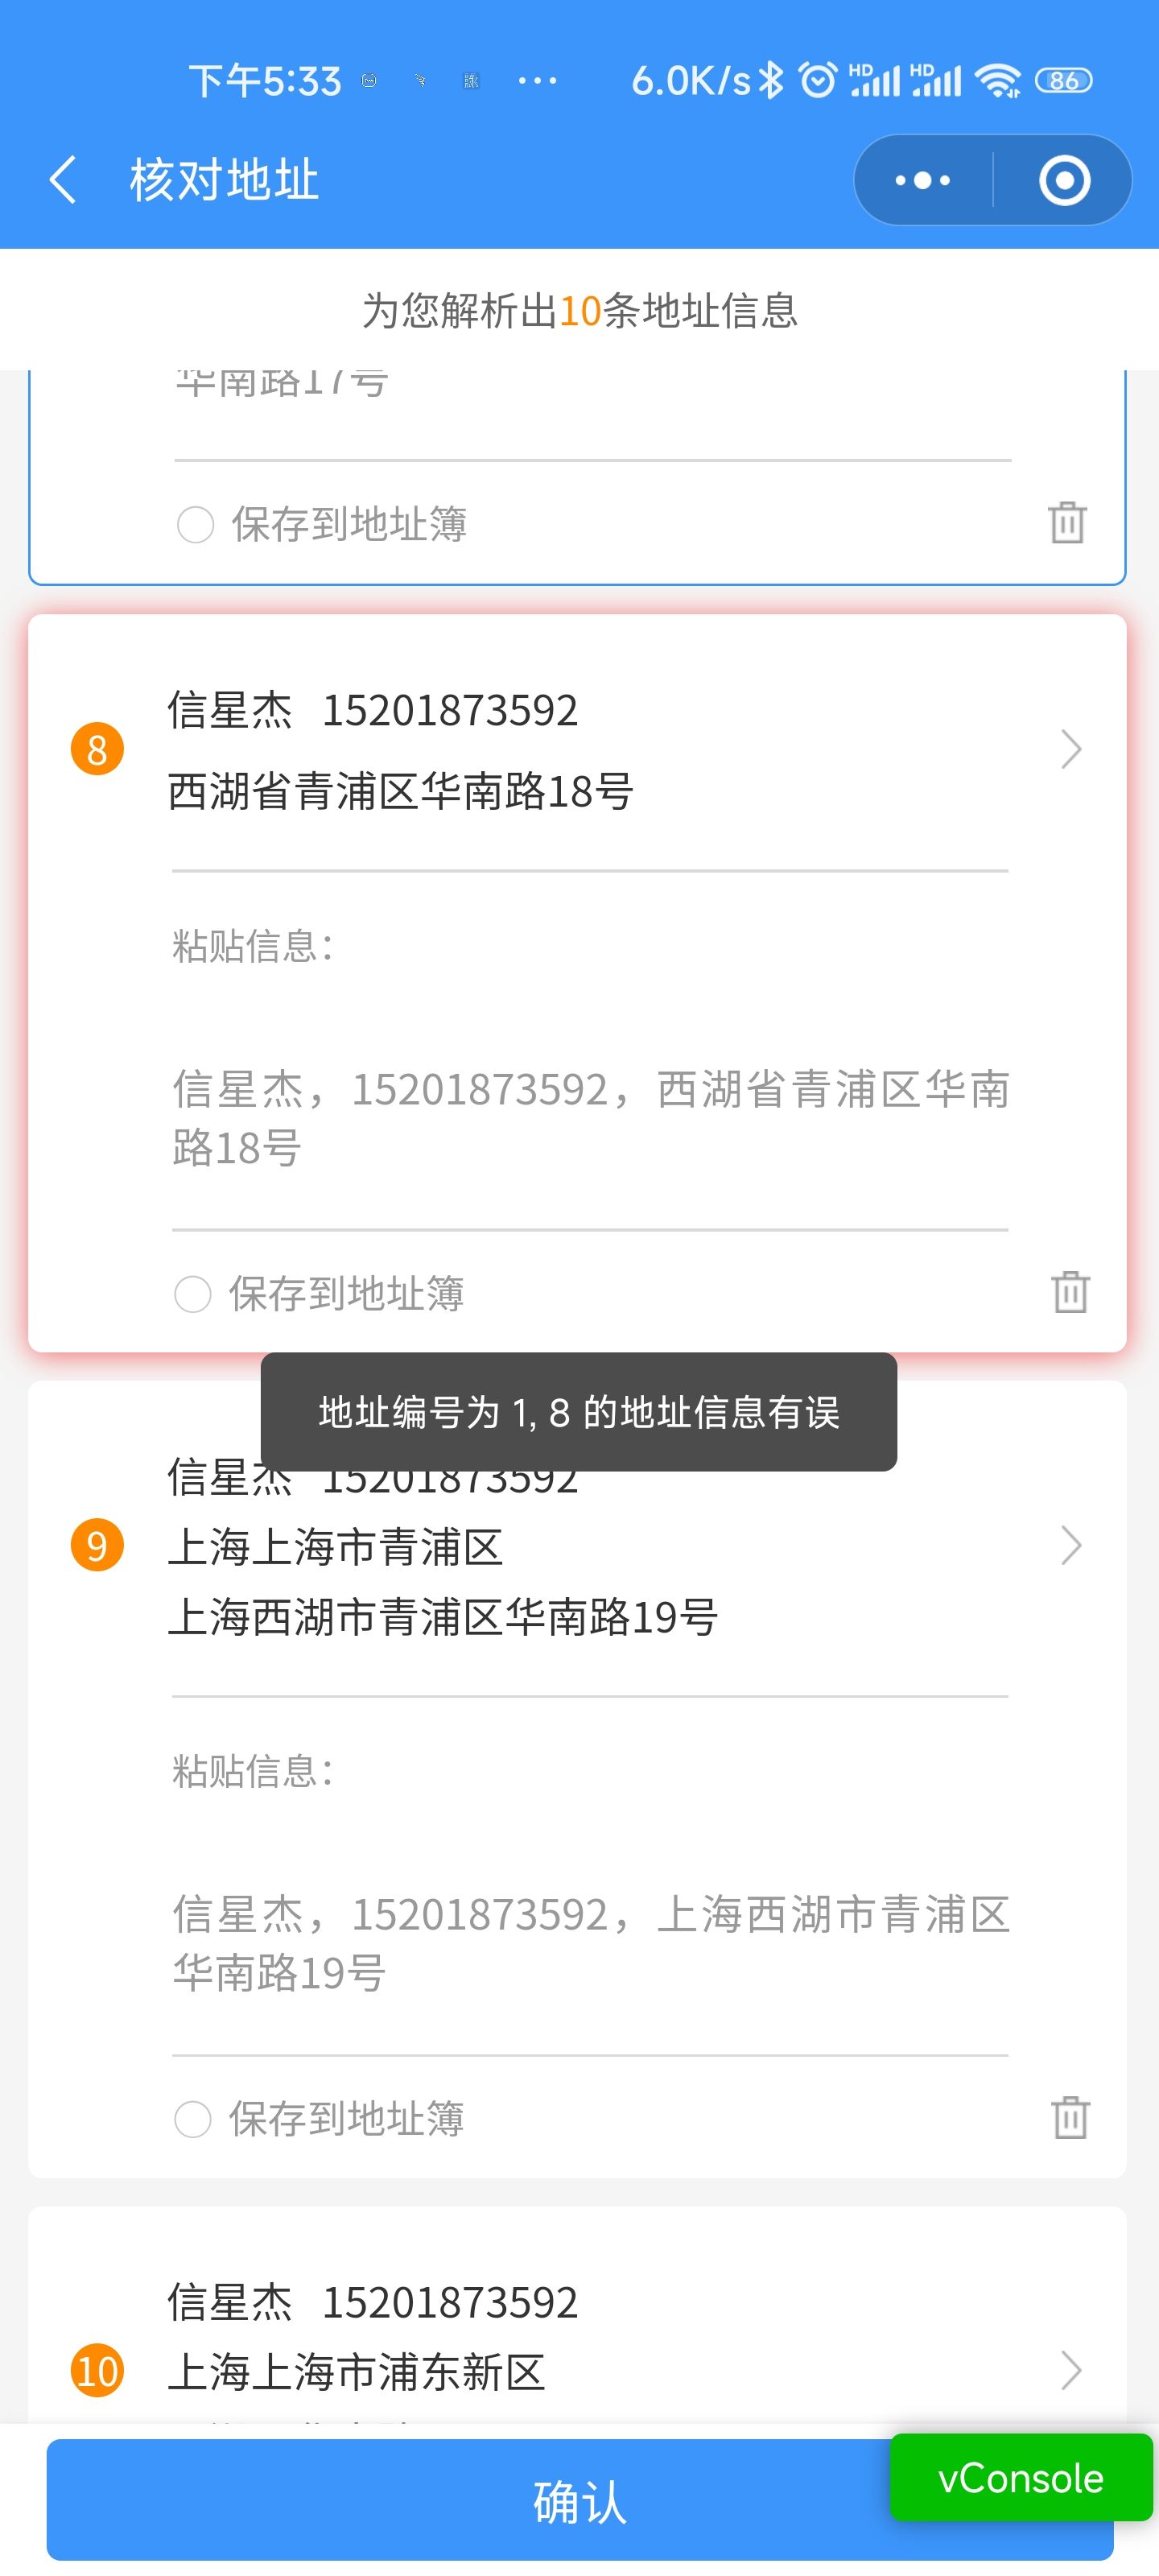 下午5:33 ... 6.0K/s HD HD 86
核对地址
为您解析出10条地址信息
华南路17号
保存到地址簿
信星杰 15201873592
8
西湖省青浦区华南路18号
粘贴信息：
信星杰，15201873592，西湖省青浦区华南
路18号
保存到地址簿
地址编号为 1, 8 的地址信息有误
信星杰 15201873592
9 上海上海市青浦区
上海西湖市青浦区华南路19号
粘贴信息：
信星杰，15201873592，上海西湖市青浦区
华南路19号
保存到地址簿
信星杰 15201873592
10 上海上海市浦东新区
vConsole
确认